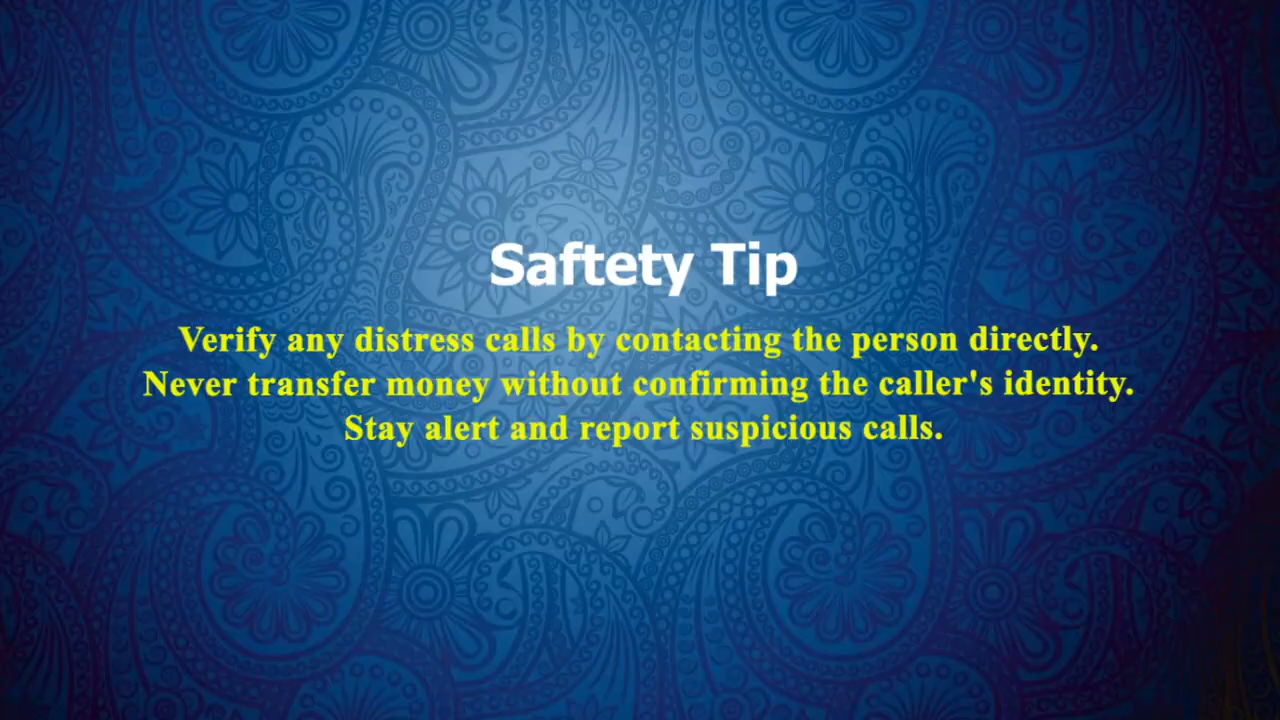 Saftety Tip
Verify any distress calls by contacting the person directly.
Never transfer money without confirming the caller's identity.
Stay alert and report suspicious calls.